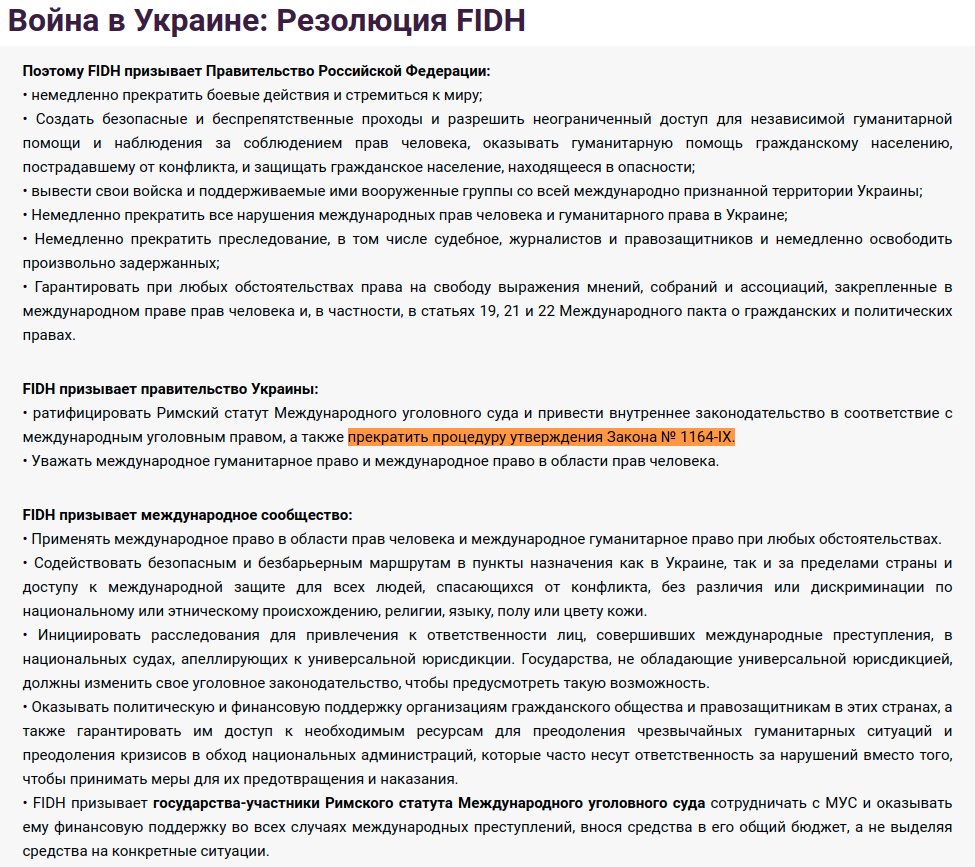 Война в Украине: Резолюция FIDH
Поэтому FIDH призывает Правительство Российской Федерации:
• немедленно прекратить боевые действия и стремиться к миру;
• Создать безопасные и беспрепятственные проходы и разрешить неограниченный доступ для независимой гуманитарной
помощи и наблюдения за соблюдением прав человека, оказывать гуманитарную помощь гражданскому населению,
пострадавшему от конфликта, и защищать гражданское население, находящееся в опасности;
• вывести свои войска и поддерживаемые ими вооруженные группы со всей международно признанной территории Украины;
• Немедленно прекратить все нарушения международных прав человека и гуманитарного права в Украине;
• Немедленно прекратить преследование, в том числе судебное, журналистов и правозащитников и немедленно освободить
произвольно задержанных;
• Гарантировать при любых обстоятельствах права на свободу выражения мнений, собраний и ассоциаций, закрепленные в
международном праве прав человека и, в частности, в статьях 19, 21 и 22 Международного пакта о гражданских и политических
правах.
FIDH призывает правительство Украины:
• ратифицировать Римский статут Международного уголовного суда и привести внутреннее законодательство в соответствие с
международным уголовным правом, а также прекратить процедуру утверждения Закона № 1164-IX.
• Уважать международное гуманитарное право и международное право в области прав человека.
FIDH призывает международное сообщество:
• Применять международное право в области прав человека и международное гуманитарное право при любых обстоятельствах.
• Содействовать безопасным и безбарьерным маршрутам в пункты назначения как в Украине, так и за пределами страны и
доступу к международной защите для всех людей, спасающихся от конфликта, без различия или дискриминации по
национальному или этническому происхождению, религии, языку, полу или цвету кожи.
• Инициировать расследования для привлечения к ответственности лиц, совершивших международные преступления, в
национальных судах, апеллирующих к универсальной юрисдикции. Государства, не обладающие универсальной юрисдикцией,
должны изменить свое уголовное законодательство, чтобы предусмотреть такую возможность.
• Оказывать политическую и финансовую поддержку организациям гражданского общества и правозащитникам в этих странах, а
также гарантировать им доступ к необходимым ресурсам для преодоления чрезвычайных гуманитарных ситуаций и
преодоления кризисов в обход национальных администраций, которые часто несут ответственность за нарушений вместо того,
чтобы принимать меры для их предотвращения и наказания.
• FIDH призывает государства-участники Римского статута Международного уголовного суда сотрудничать с МУС и оказывать
ему финансовую поддержку во всех случаях международных преступлений, внося средства в его общий бюджет, а не выделяя
средства на конкретные ситуации.